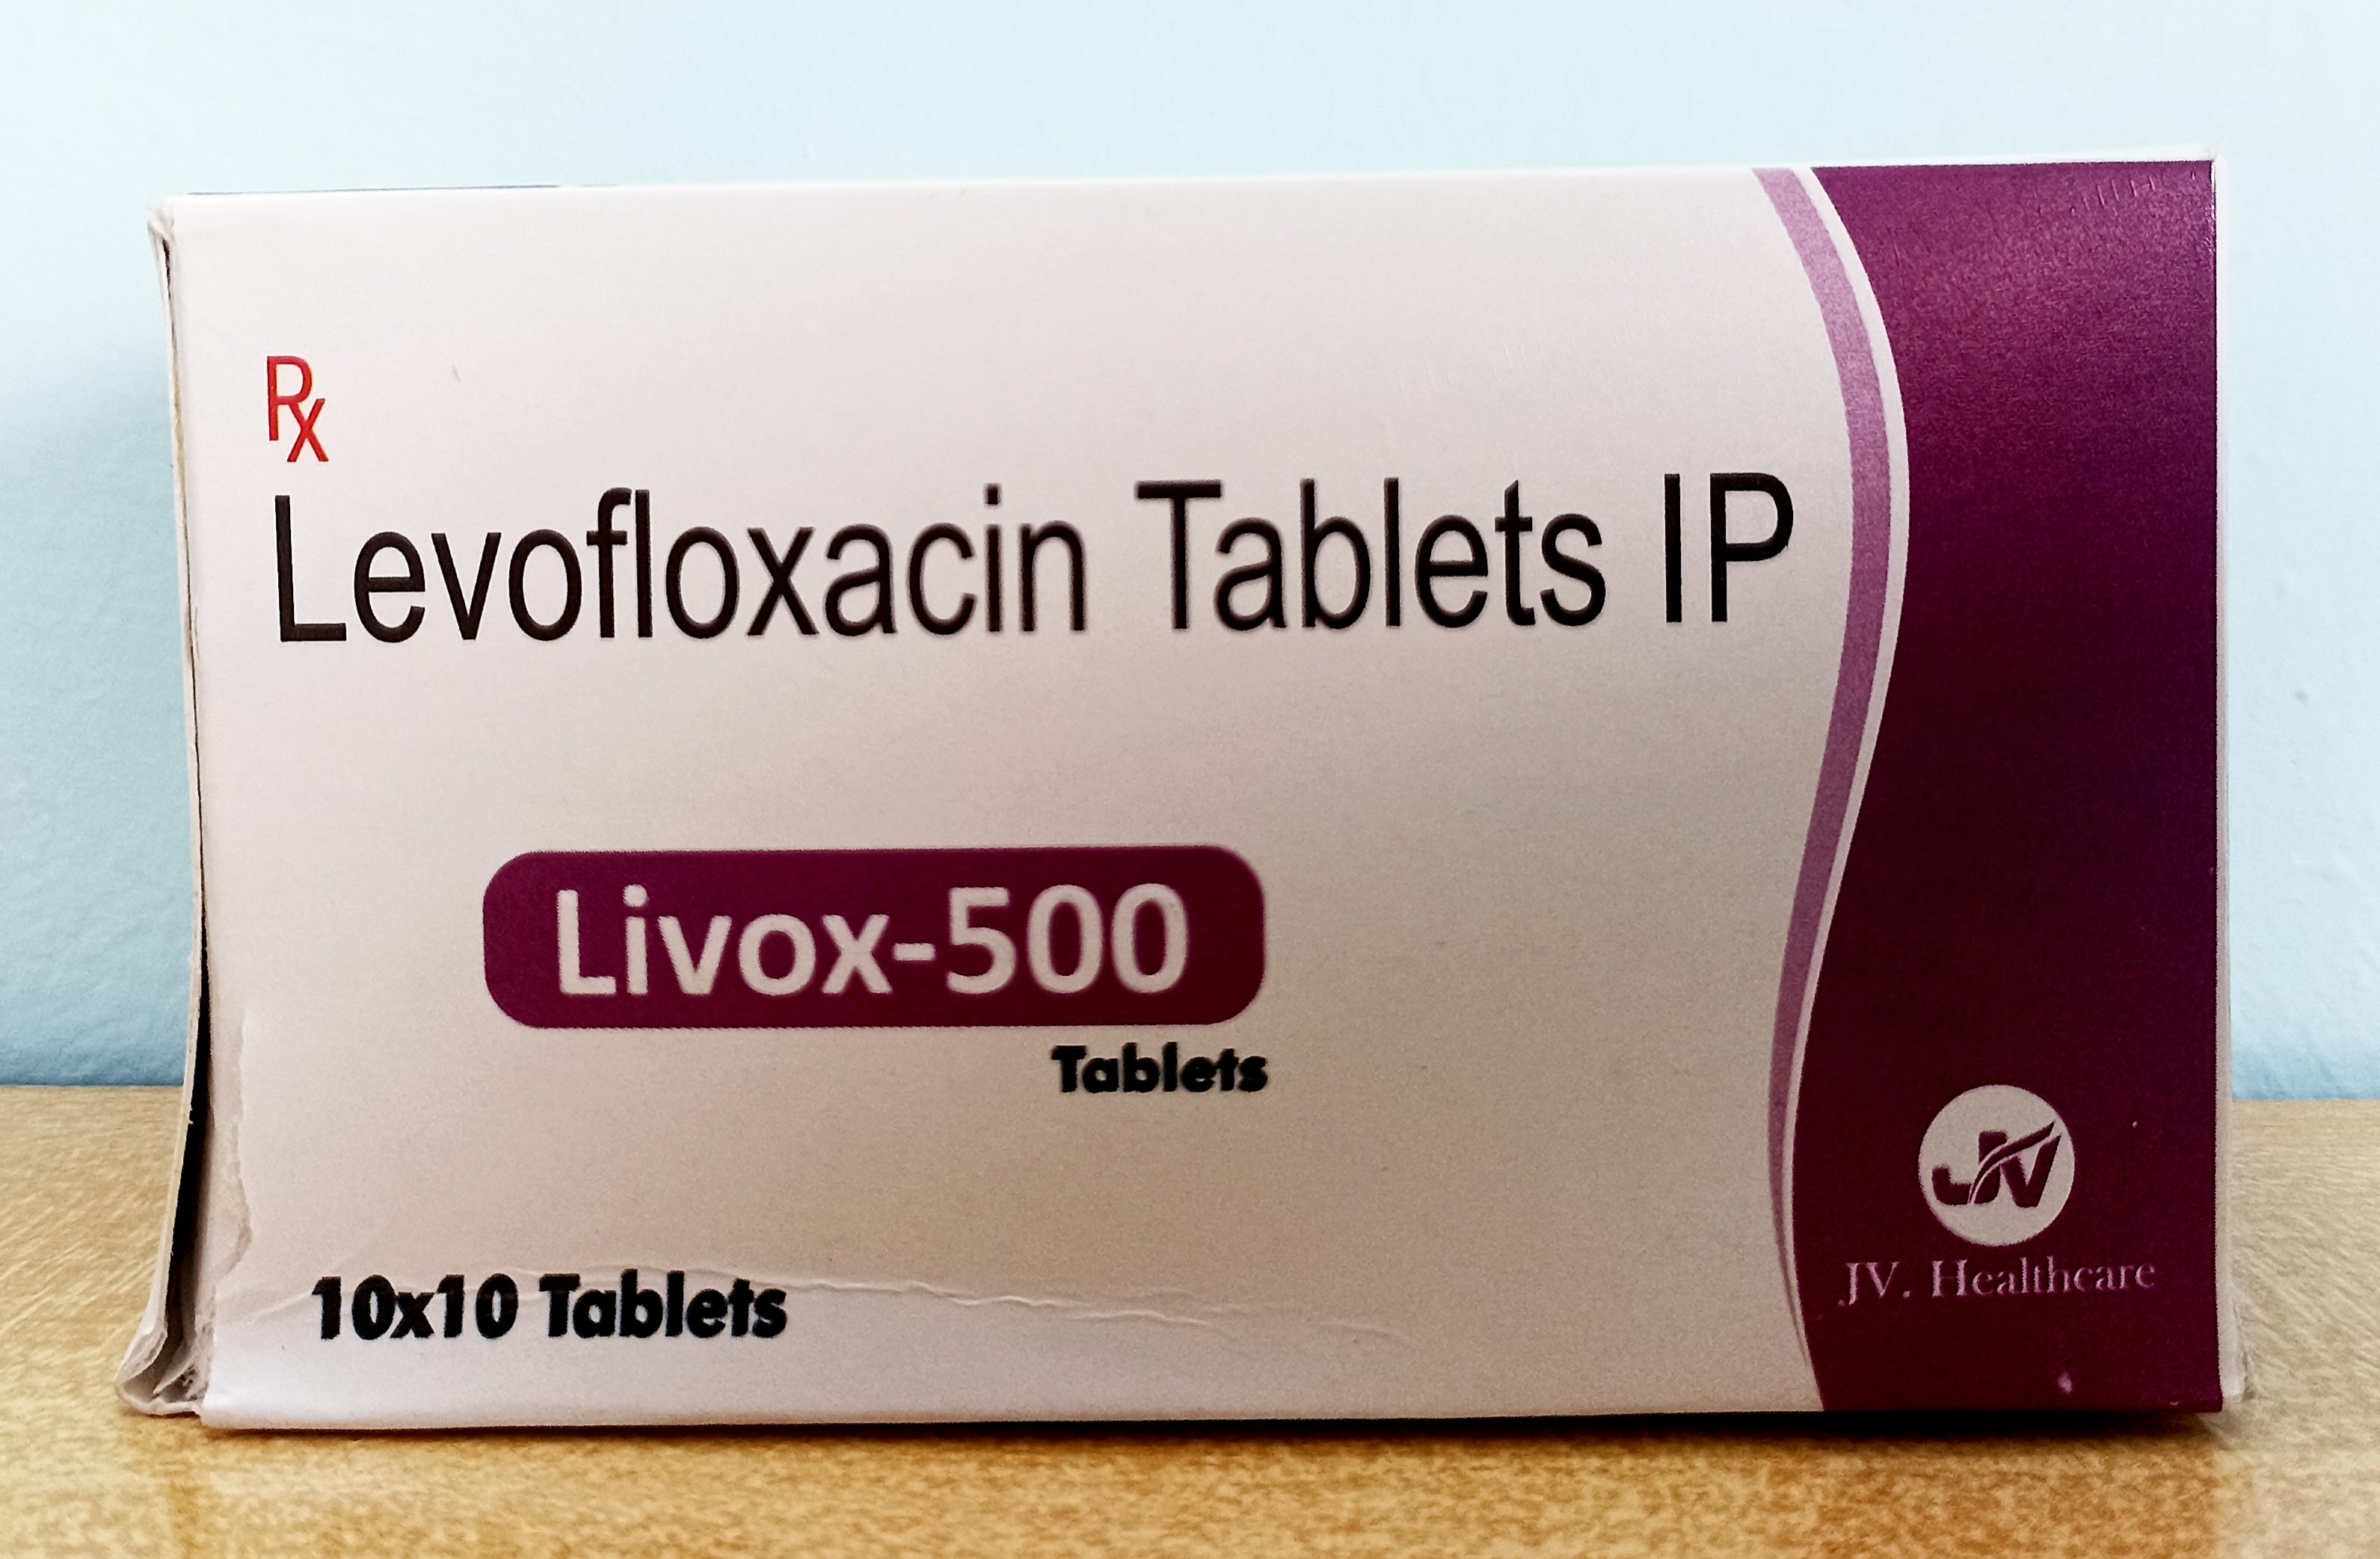 Rx
Levofloxacin Tablets IP
Livox-500
Tablets
10x10 Tablets
JV
JV. Healthcare